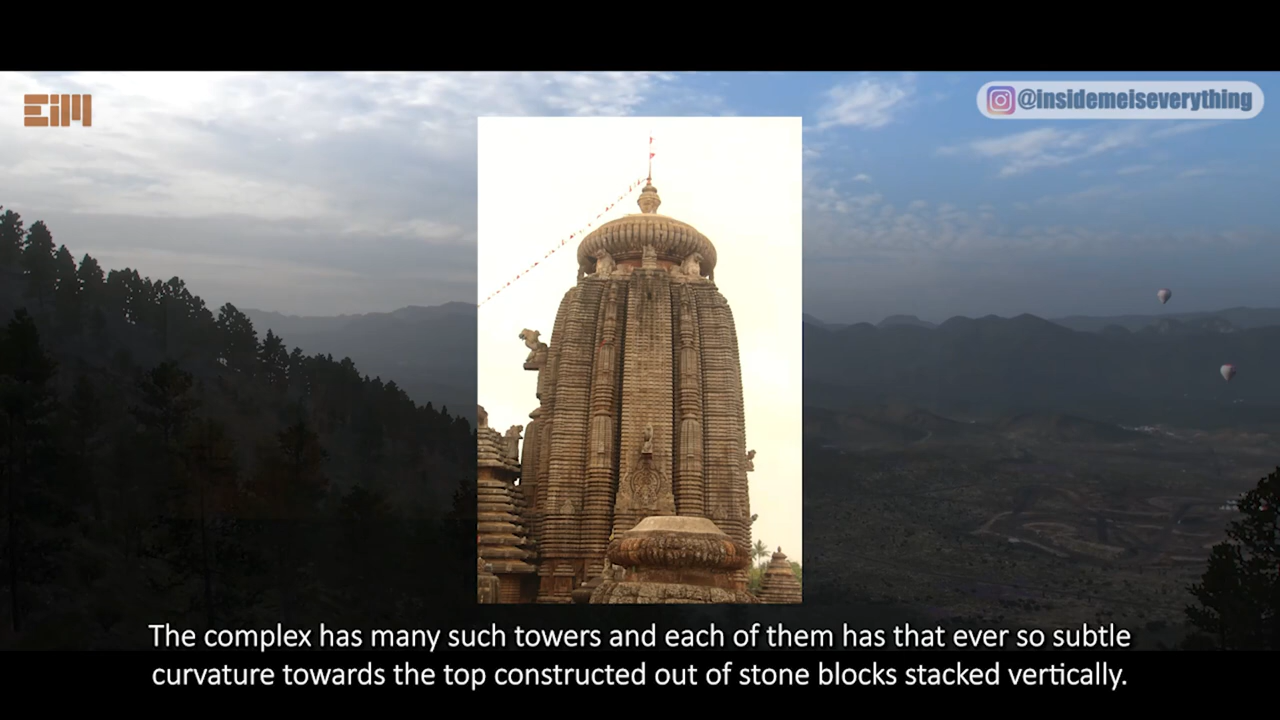 EiM
@insidemeiseverything
The complex has many such towers and each of them has that ever so subtle
curvature towards the top constructed out of stone blocks stacked vertically.